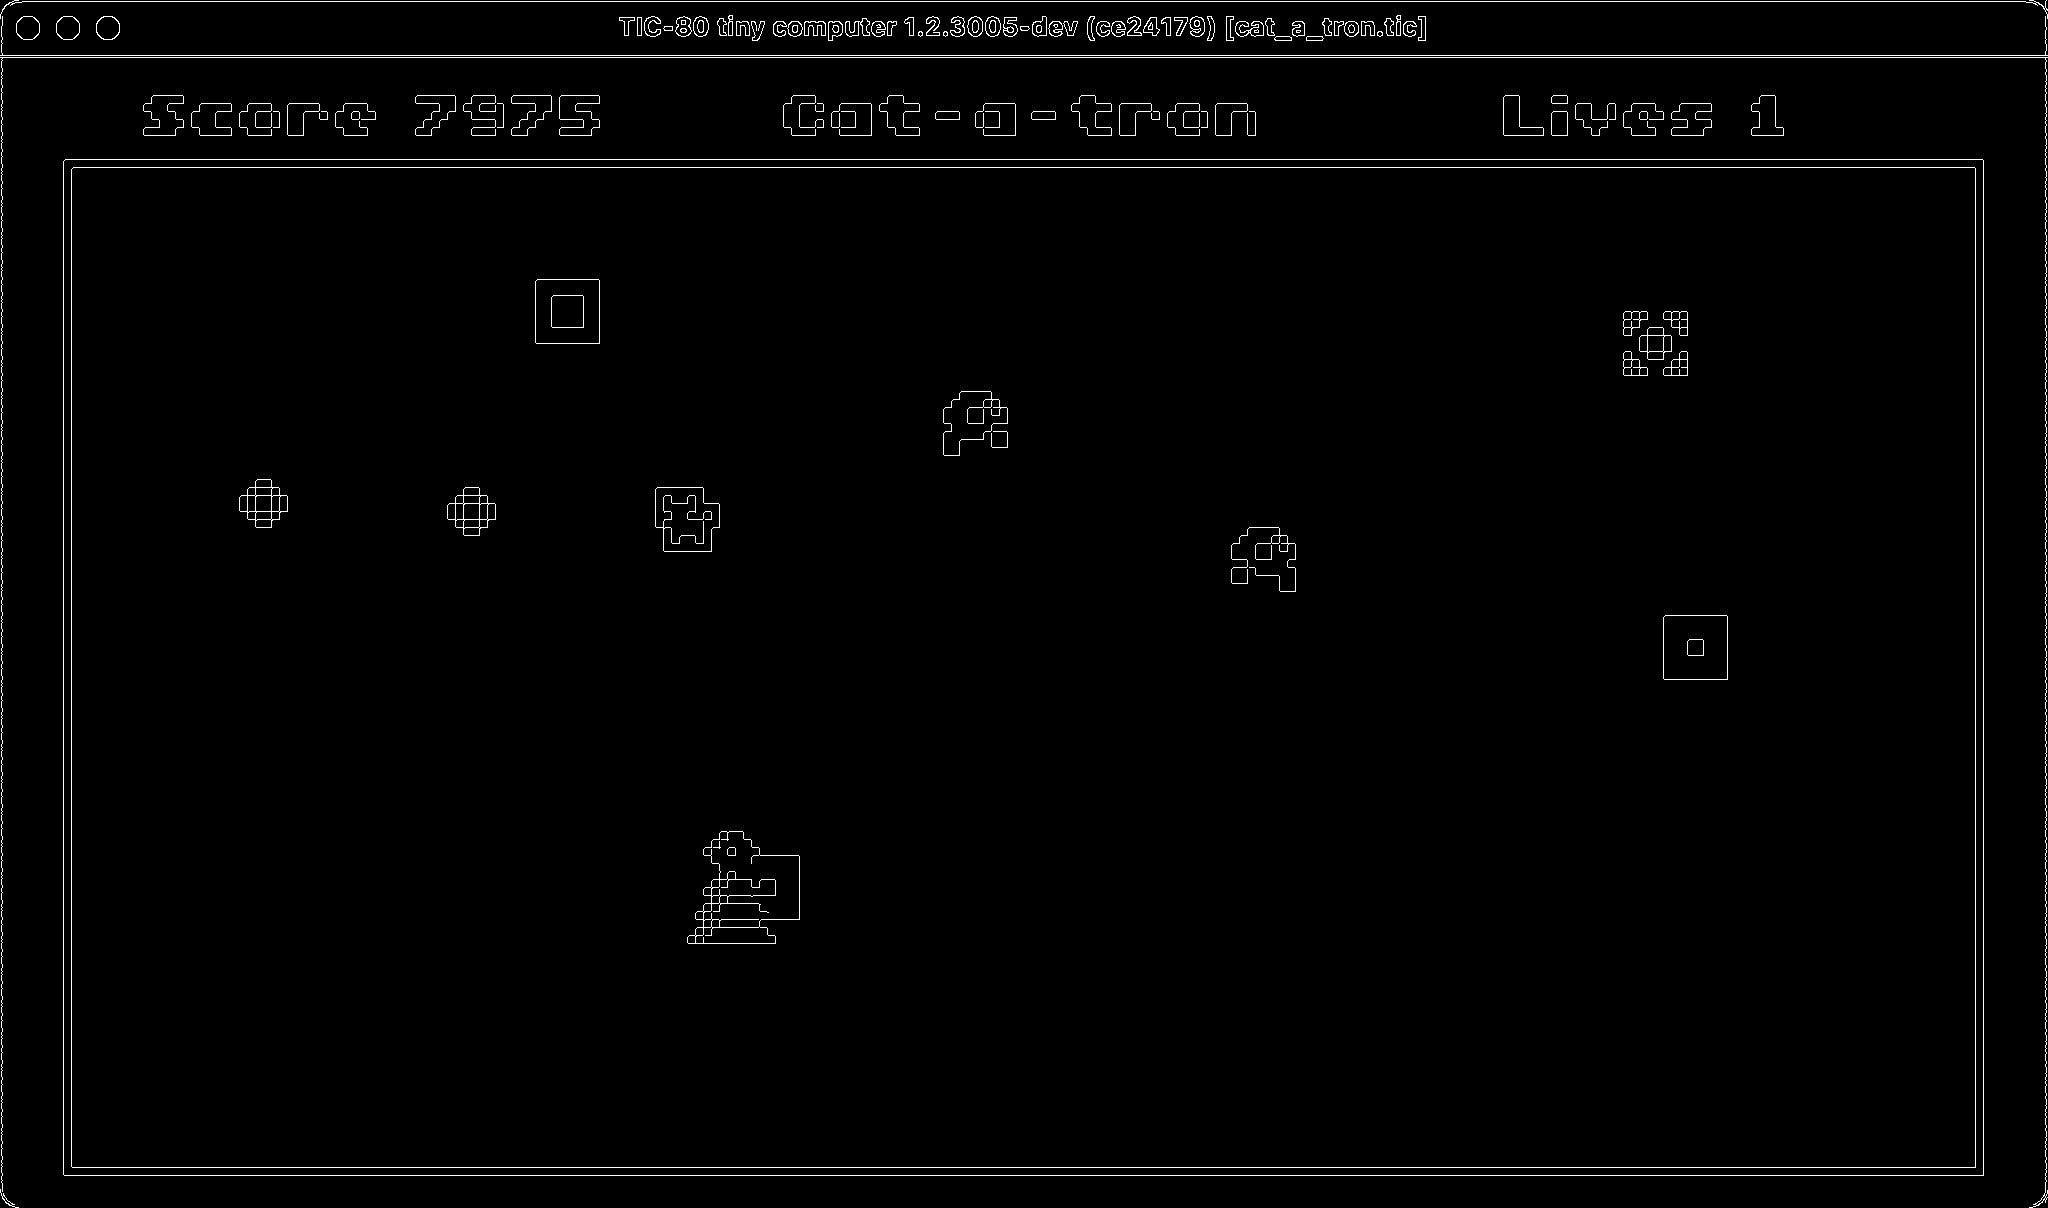 TIC-80 tiny computer 1.2.3005-dev (ce24179) [cat_a_tron.tic]
Score 7975 Cat-a-tron Lives 1